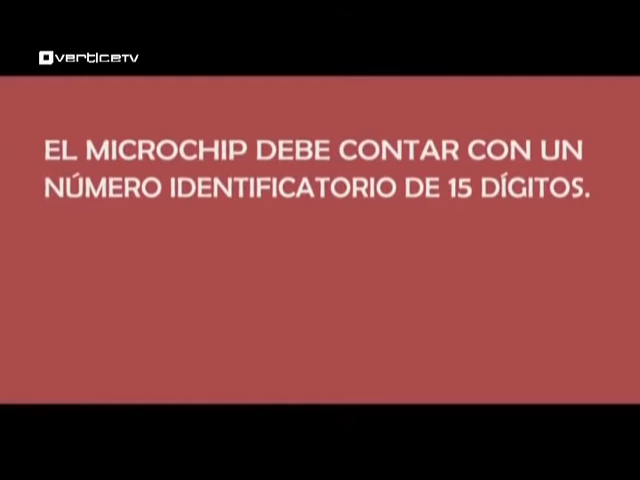 verticeTV
EL MICROCHIP DEBE CONTAR CON UN
NÚMERO IDENTIFICATORIO DE 15 DÍGITOS.